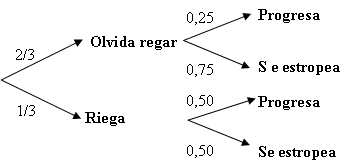 0,25
Progresa
Olvida regar
2/3
0,75
S e estropea
1/3
0,50
Progresa
Riega
0,50
Se estropea